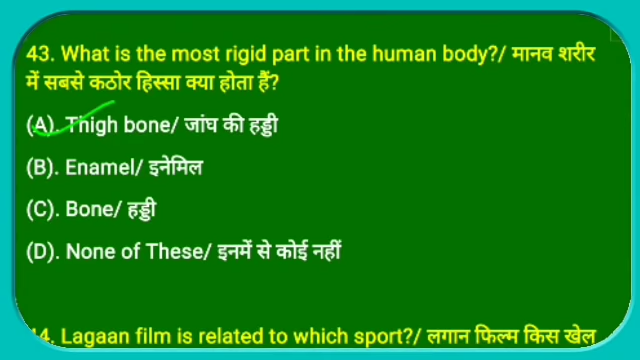 43. What is the most rigid part in the human body?/ मानव शरीर
में सबसे कठोर हिस्सा क्या होता हैं?
(A). Thigh bone/ जांघ की हड्डी
(B). Enamel/ इनेमिल
(C). Bone/ हड्डी
(D). None of These/ इनमें से कोई नहीं
44. Lagaan film is related to which sport?/ लगान फिल्म किस खेल